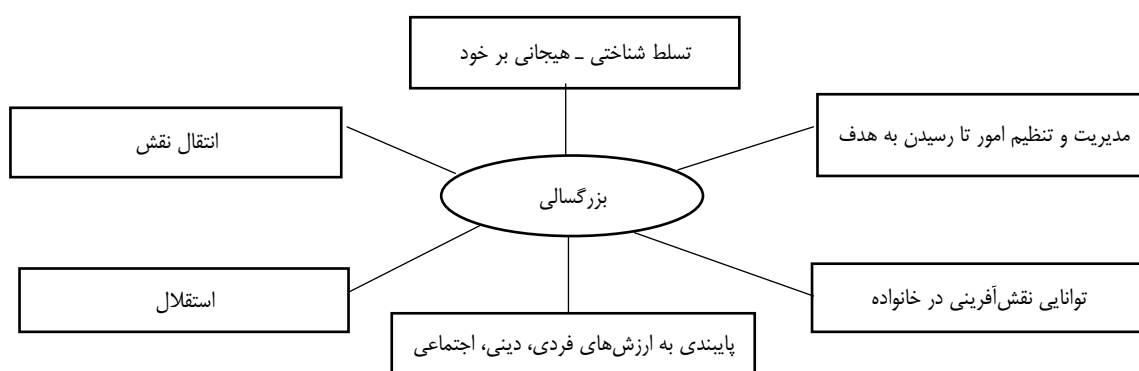 تسلط شناختی ـ هیجانی بر خود
مدیریت و تنظیم امور تا رسیدن به هدف
انتقال نقش
بزرگسالی
توانایی نقش‌آفرینی در خانواده
استقلال
پایبندی به ارزش‌های فردی، دینی، اجتماعی